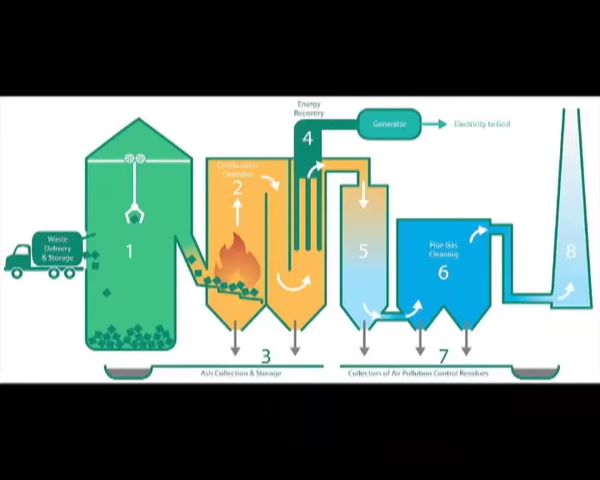 Energy
Recovery
4
Generator
Electricity to Grid
Combustion
Chamber
2
Waste
Delivery
& Storage
1
5
Flue Gas
Cleaning
6
8
3
Ash Collection & Storage
7
Collection of Air Pollution Control Residues